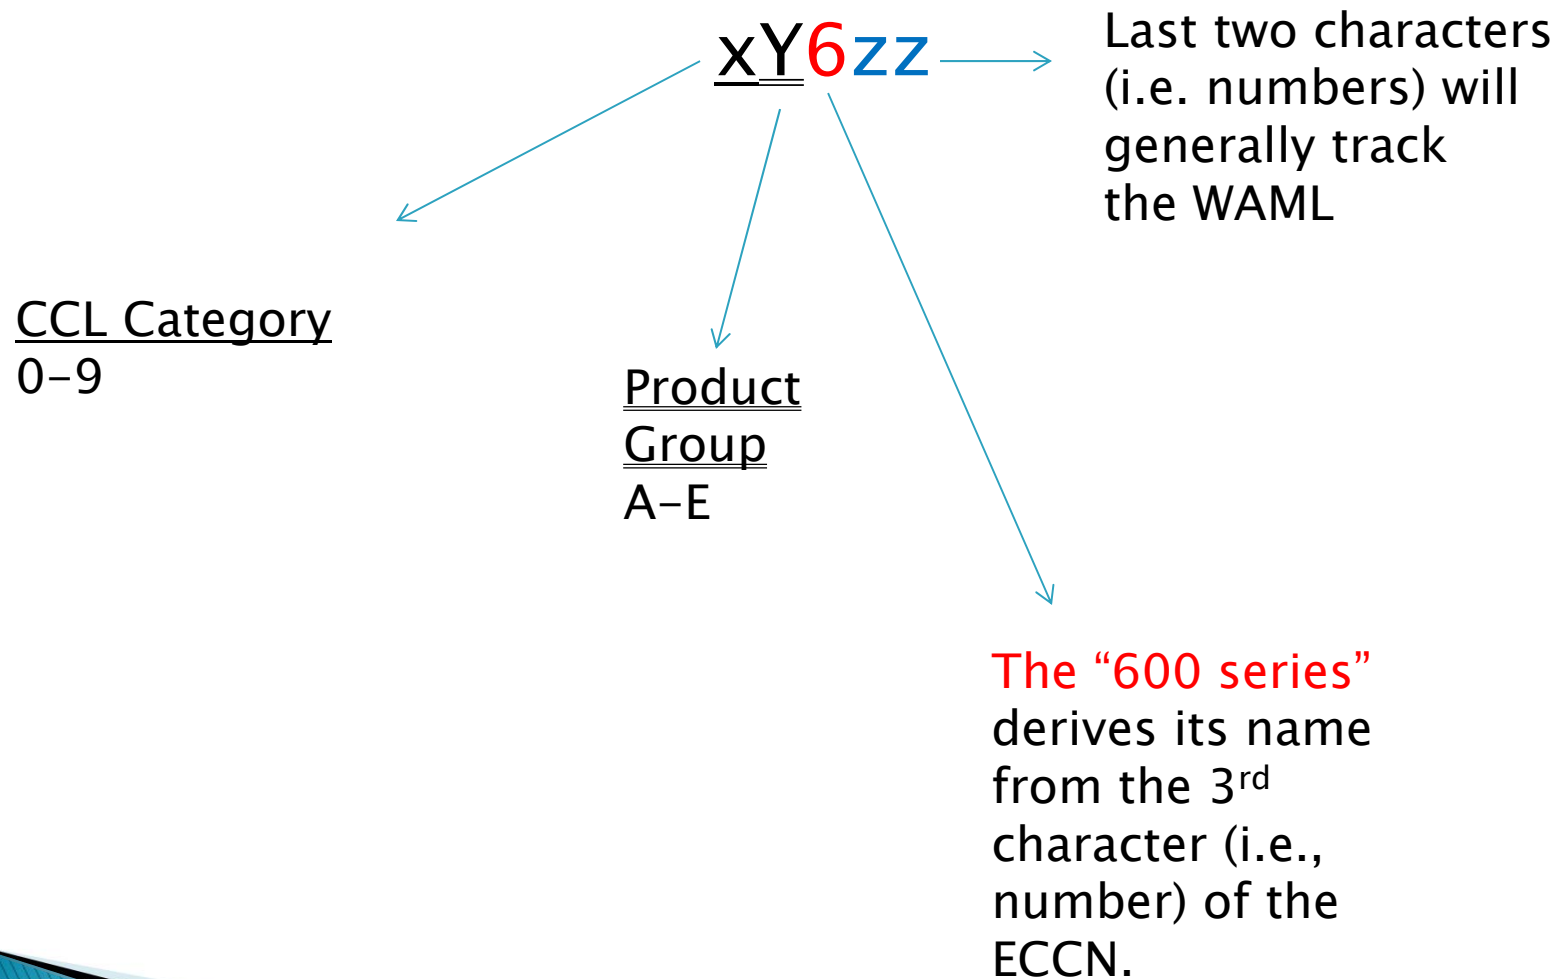 xY6zz
Last two characters
(i.e. numbers) will
generally track
the WAML
CCL Category
0-9
Product
Group
A-E
The “600 series”
derives its name
from the 3rd
character (i.e.,
number) of the
ECCN.